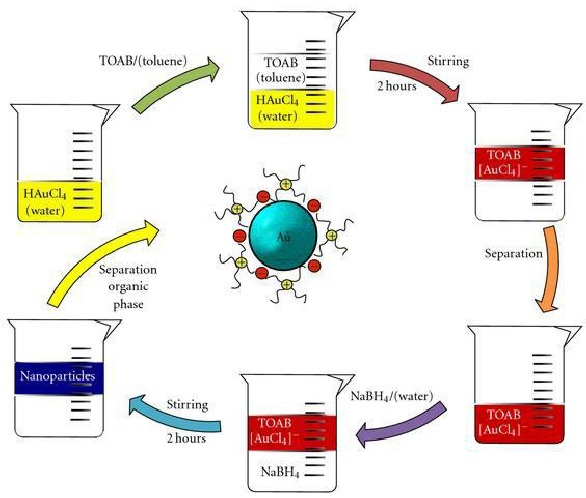 TOAB/(toluene)
TOAB
(toluene)
HAuCl4
(water)
Stirring
2 hours
TOAB
[AuCl4]−
Separation
TOAB
[AuCl4]−
NaBH4/(water)
TOAB
[AuCl4]−
NaBH4
Stirring
2 hours
Nanoparticles
Separation
organic
phase
HAuCl4
(water)
Au
+
+
+
+
+
+
−
−
−
−
−
−